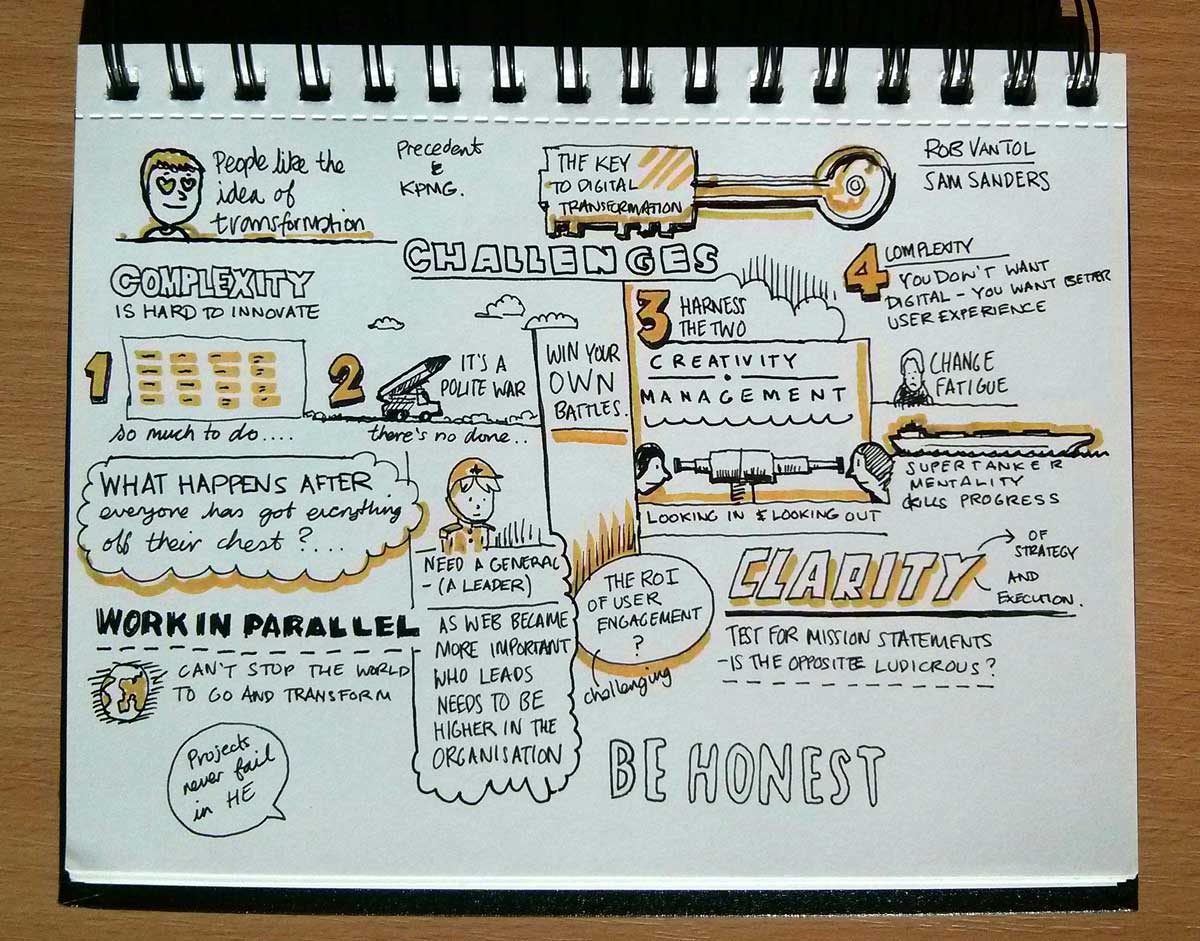 People like the
idea of
transformation
Precedent
&
KPMG.
THE KEY
TO DIGITAL
TRANSFORMATION
ROB VAN TOL
SAM SANDERS
CHALLENGES
COMPLEXITY
IS HARD TO INNOVATE
1
so much to do....
2
IT'S A
POLITE WAR
there's no done..
WIN YOUR
OWN
BATTLES.
3
HARNESS
THE TWO
CREATIVITY
MANAGEMENT
LOOKING IN & LOOKING OUT
4
COMPLEXITY
YOU DON'T WANT
DIGITAL - YOU WANT BETTER
USER EXPERIENCE
CHANGE
FATIGUE
SUPERTANKER
MENTALITY
KILLS PROGRESS
WHAT HAPPENS AFTER
everyone has got everything
off their chest?....
NEED A GENERAL
- (A LEADER)
AS WEB BECAME
MORE IMPORTANT
WHO LEADS
NEEDS TO BE
HIGHER IN THE
ORGANISATION
THE ROI
OF USER
ENGAGEMENT
?
challenging
CLARITY
OF
STRATEGY
AND
EXECUTION.
TEST FOR MISSION STATEMENTS
- IS THE OPPOSITE LUDICROUS?
WORK IN PARALLEL
CAN'T STOP THE WORLD
TO GO AND TRANSFORM
Projects
never fail
in HE
BE HONEST